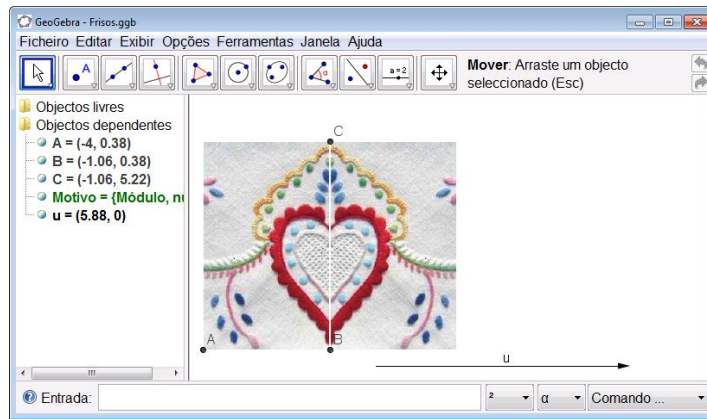 GeoGebra - Frisos.ggb
Ficheiro Editar Exibir Opções Ferramentas Janela Ajuda
A
α
a=2
Mover: Arraste um objecto
seleccionado (Esc)
Objectos livres
Objectos dependentes
A = (-4, 0.38)
B = (-1.06, 0.38)
C = (-1.06, 5.22)
Motivo = {Módulo, nu
u = (5.88, 0)
C
A
B
u
Entrada:
²
α
Comando ...